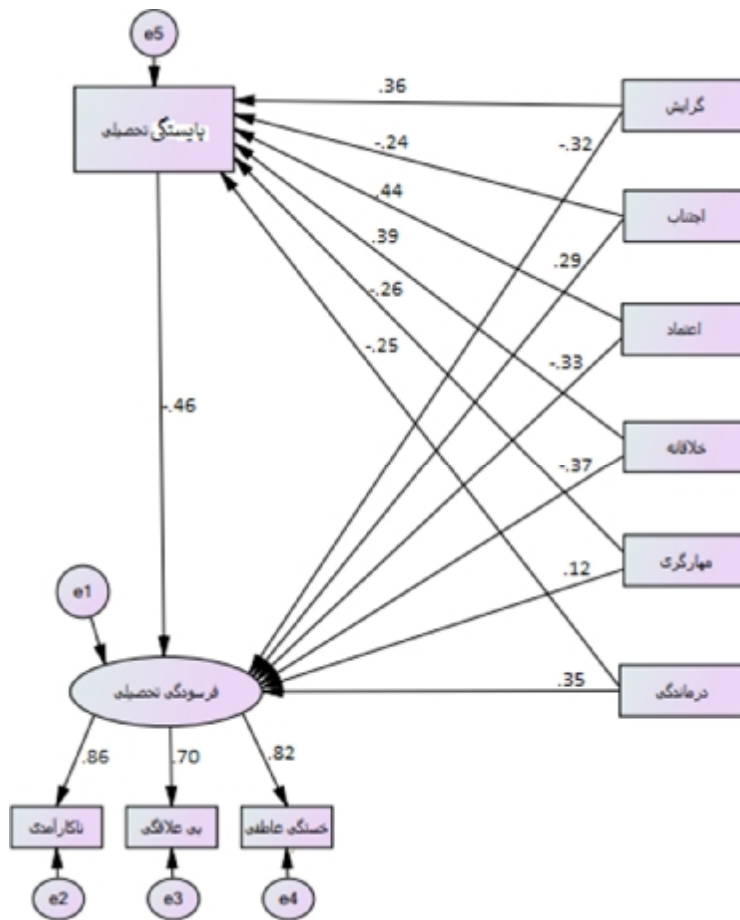 e5
پایستگی تحصیلی
گرایش
.36
-.32
-.24
اجتناب
.44
.29
.39
-.26
اعتماد
-.25
-.33
-.46
خلاقانه
-.37
مهارگری
.12
e1
فرسودگی تحصیلی
.35
درماندگی
.86
.70
.82
ناکارآمدی
بی علاقگی
خستگی عاطفی
e2
e3
e4